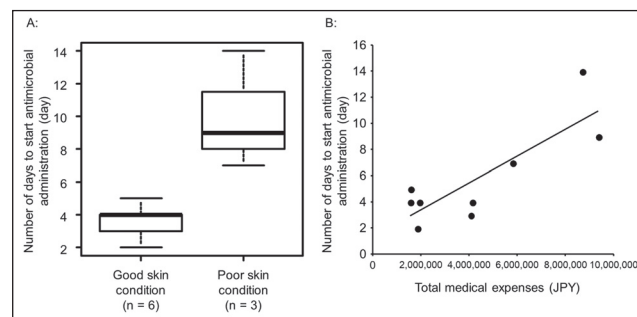 A:
Number of days to start antimicrobial
administration (day)
14
12
10
8
6
4
2
Good skin
condition
(n = 6)
Poor skin
condition
(n = 3)
B:
Number of days to start antimicrobial
administration (day)
16
14
12
10
8
6
4
2
0
0
2,000,000
4,000,000
6,000,000
8,000,000
10,000,000
Total medical expenses (JPY)